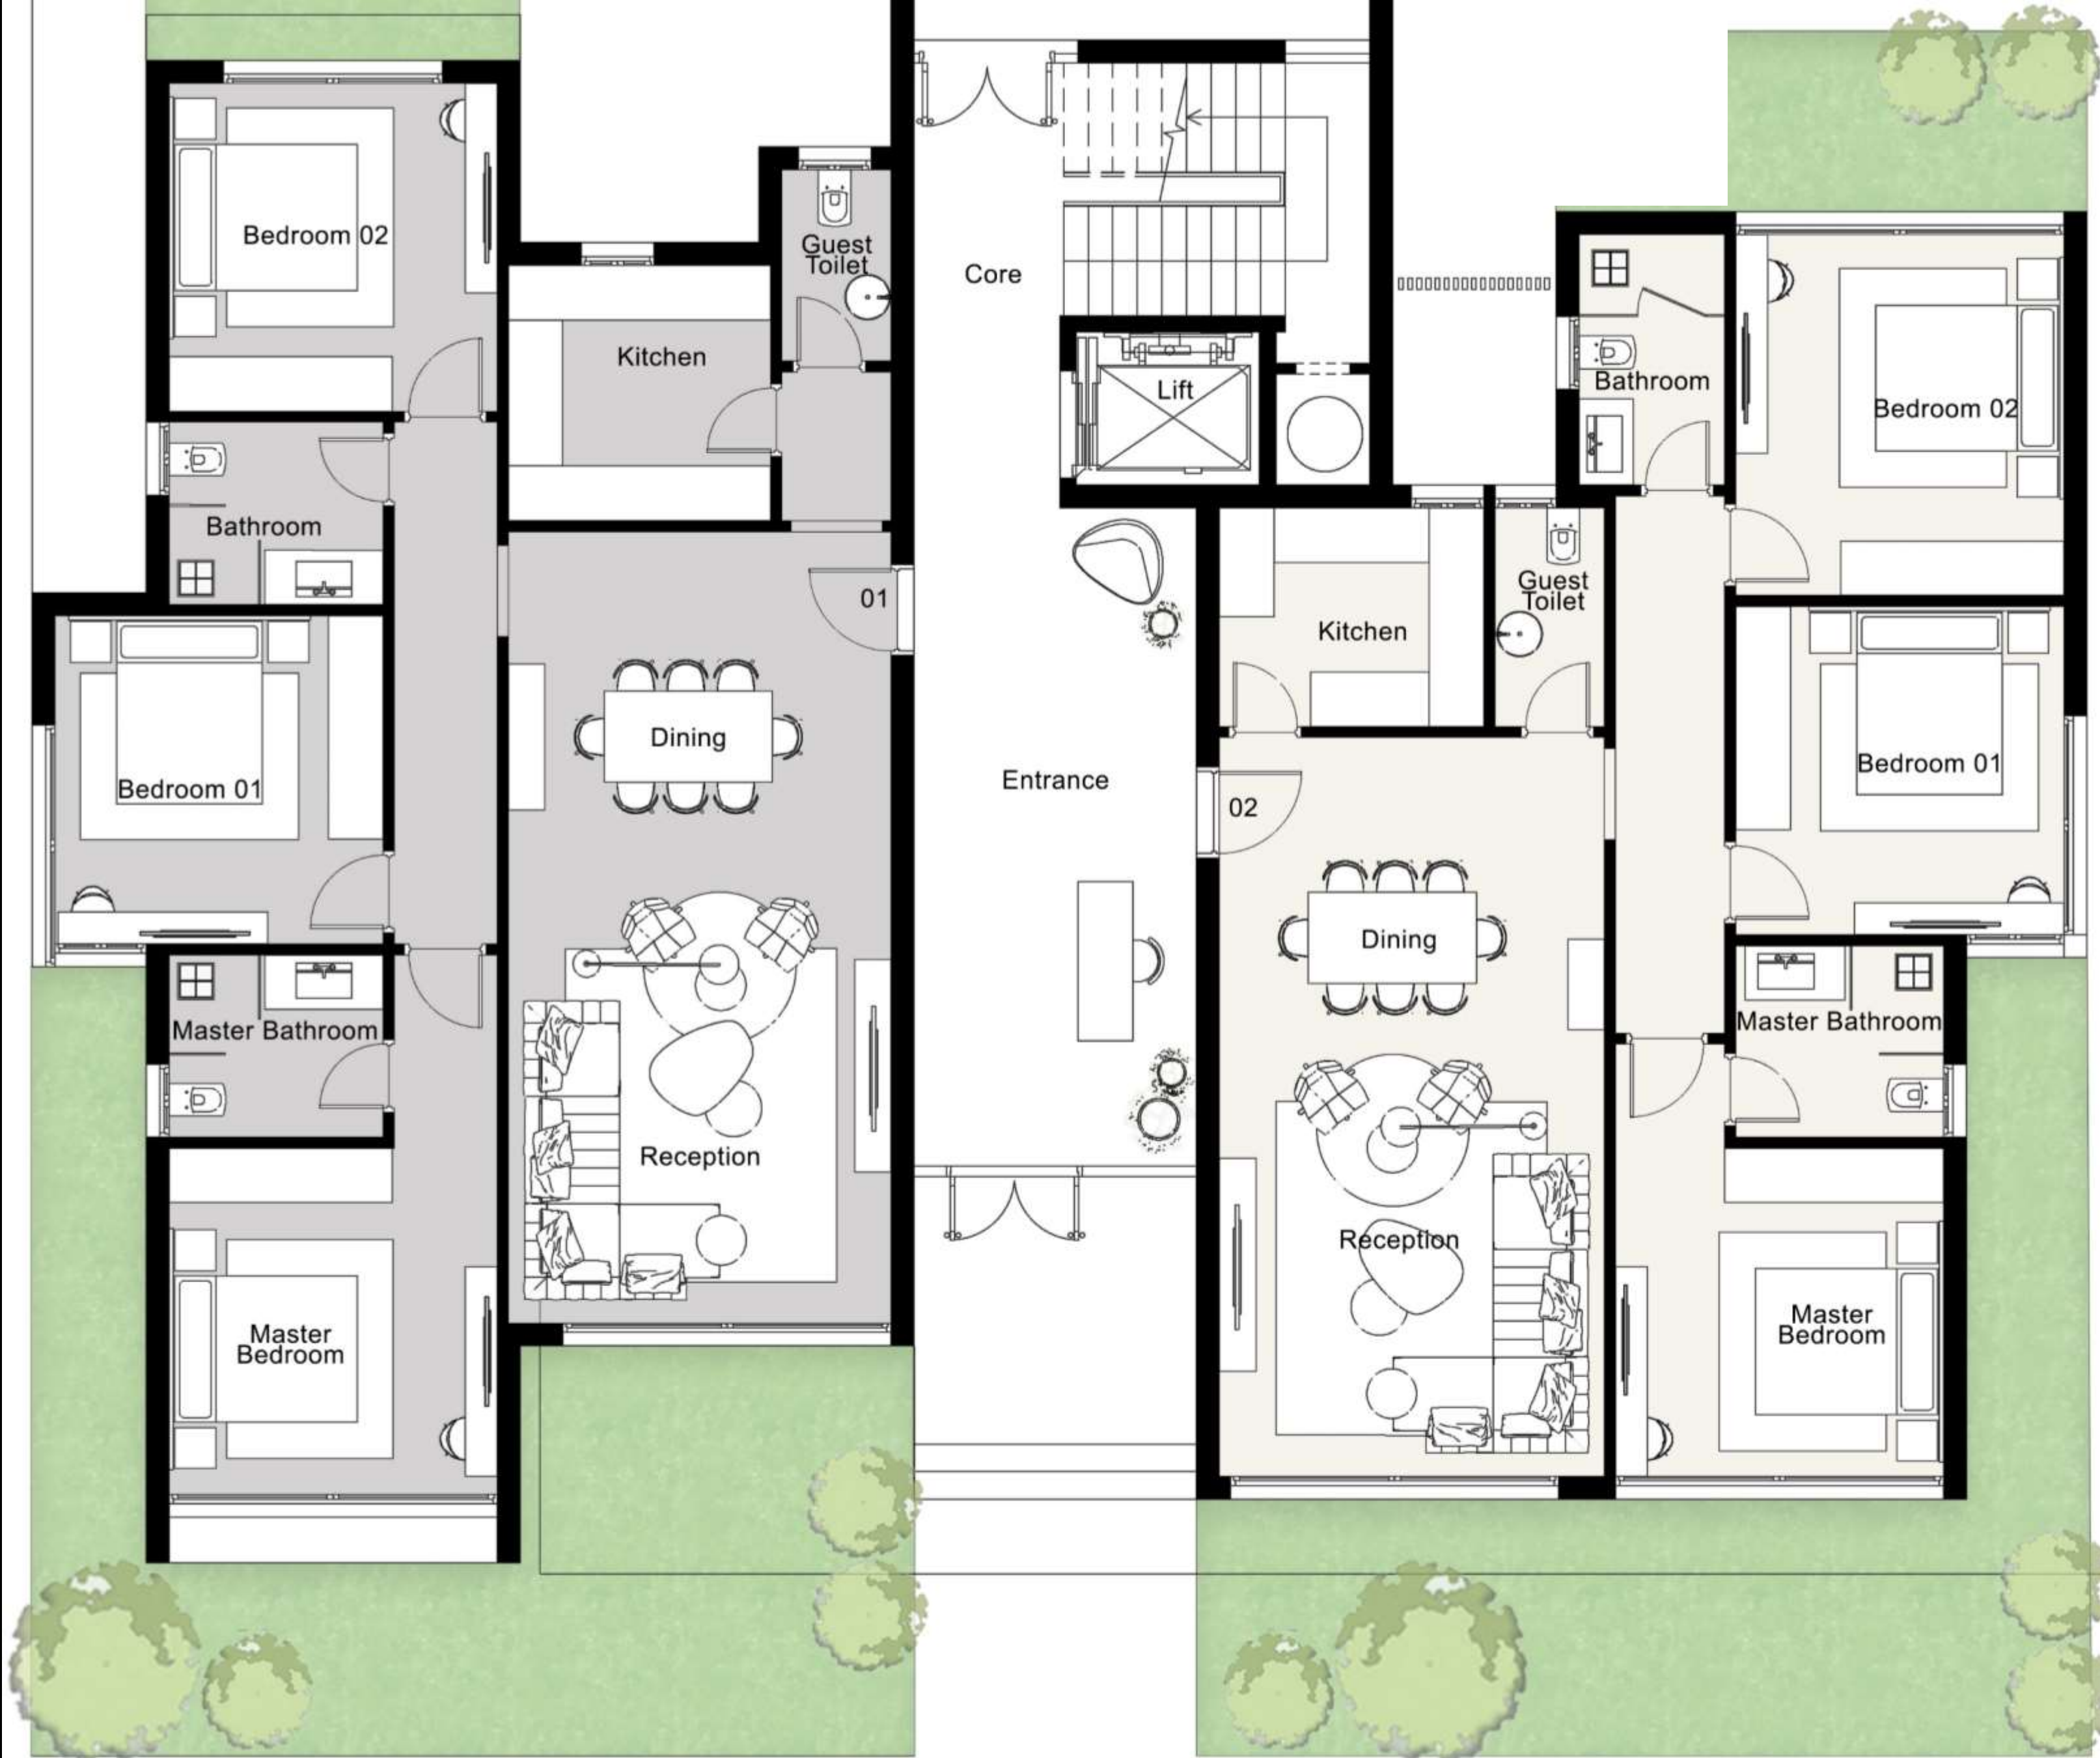 Bedroom 02
Guest
Toilet
Kitchen
Bathroom
01
Dining
Bedroom 01
Master Bathroom
Reception
Master
Bedroom
Core
Lift
Entrance
Bathroom
Bedroom 02
Guest
Toilet
Kitchen
Bedroom 01
02
Dining
Master Bathroom
Reception
Master
Bedroom